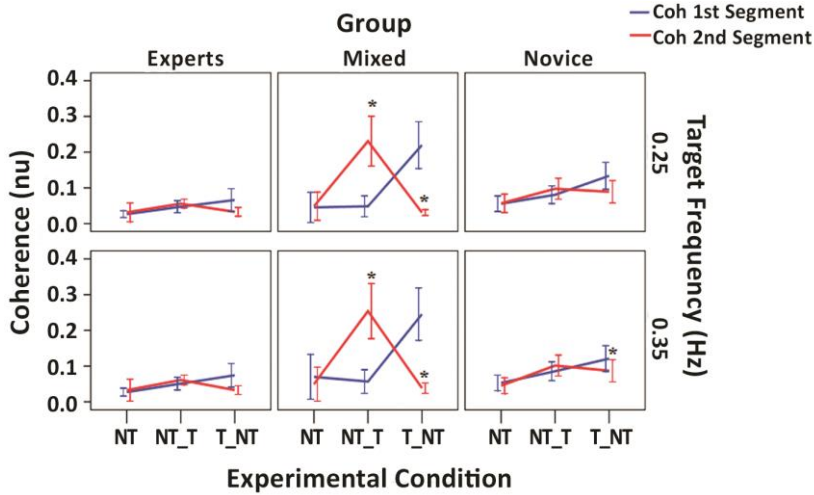 Group
Coh 1st Segment
Coh 2nd Segment
Experts Mixed Novice
Coherence (nu)
0.4
0.3
0.2
0.1
0.0
0.4
0.3
0.2
0.1
0.0
*
*
*
*
*
0.25
0.35
Target Frequency (Hz)
NT NT_T T_NT NT NT_T T_NT NT NT_T T_NT
Experimental Condition